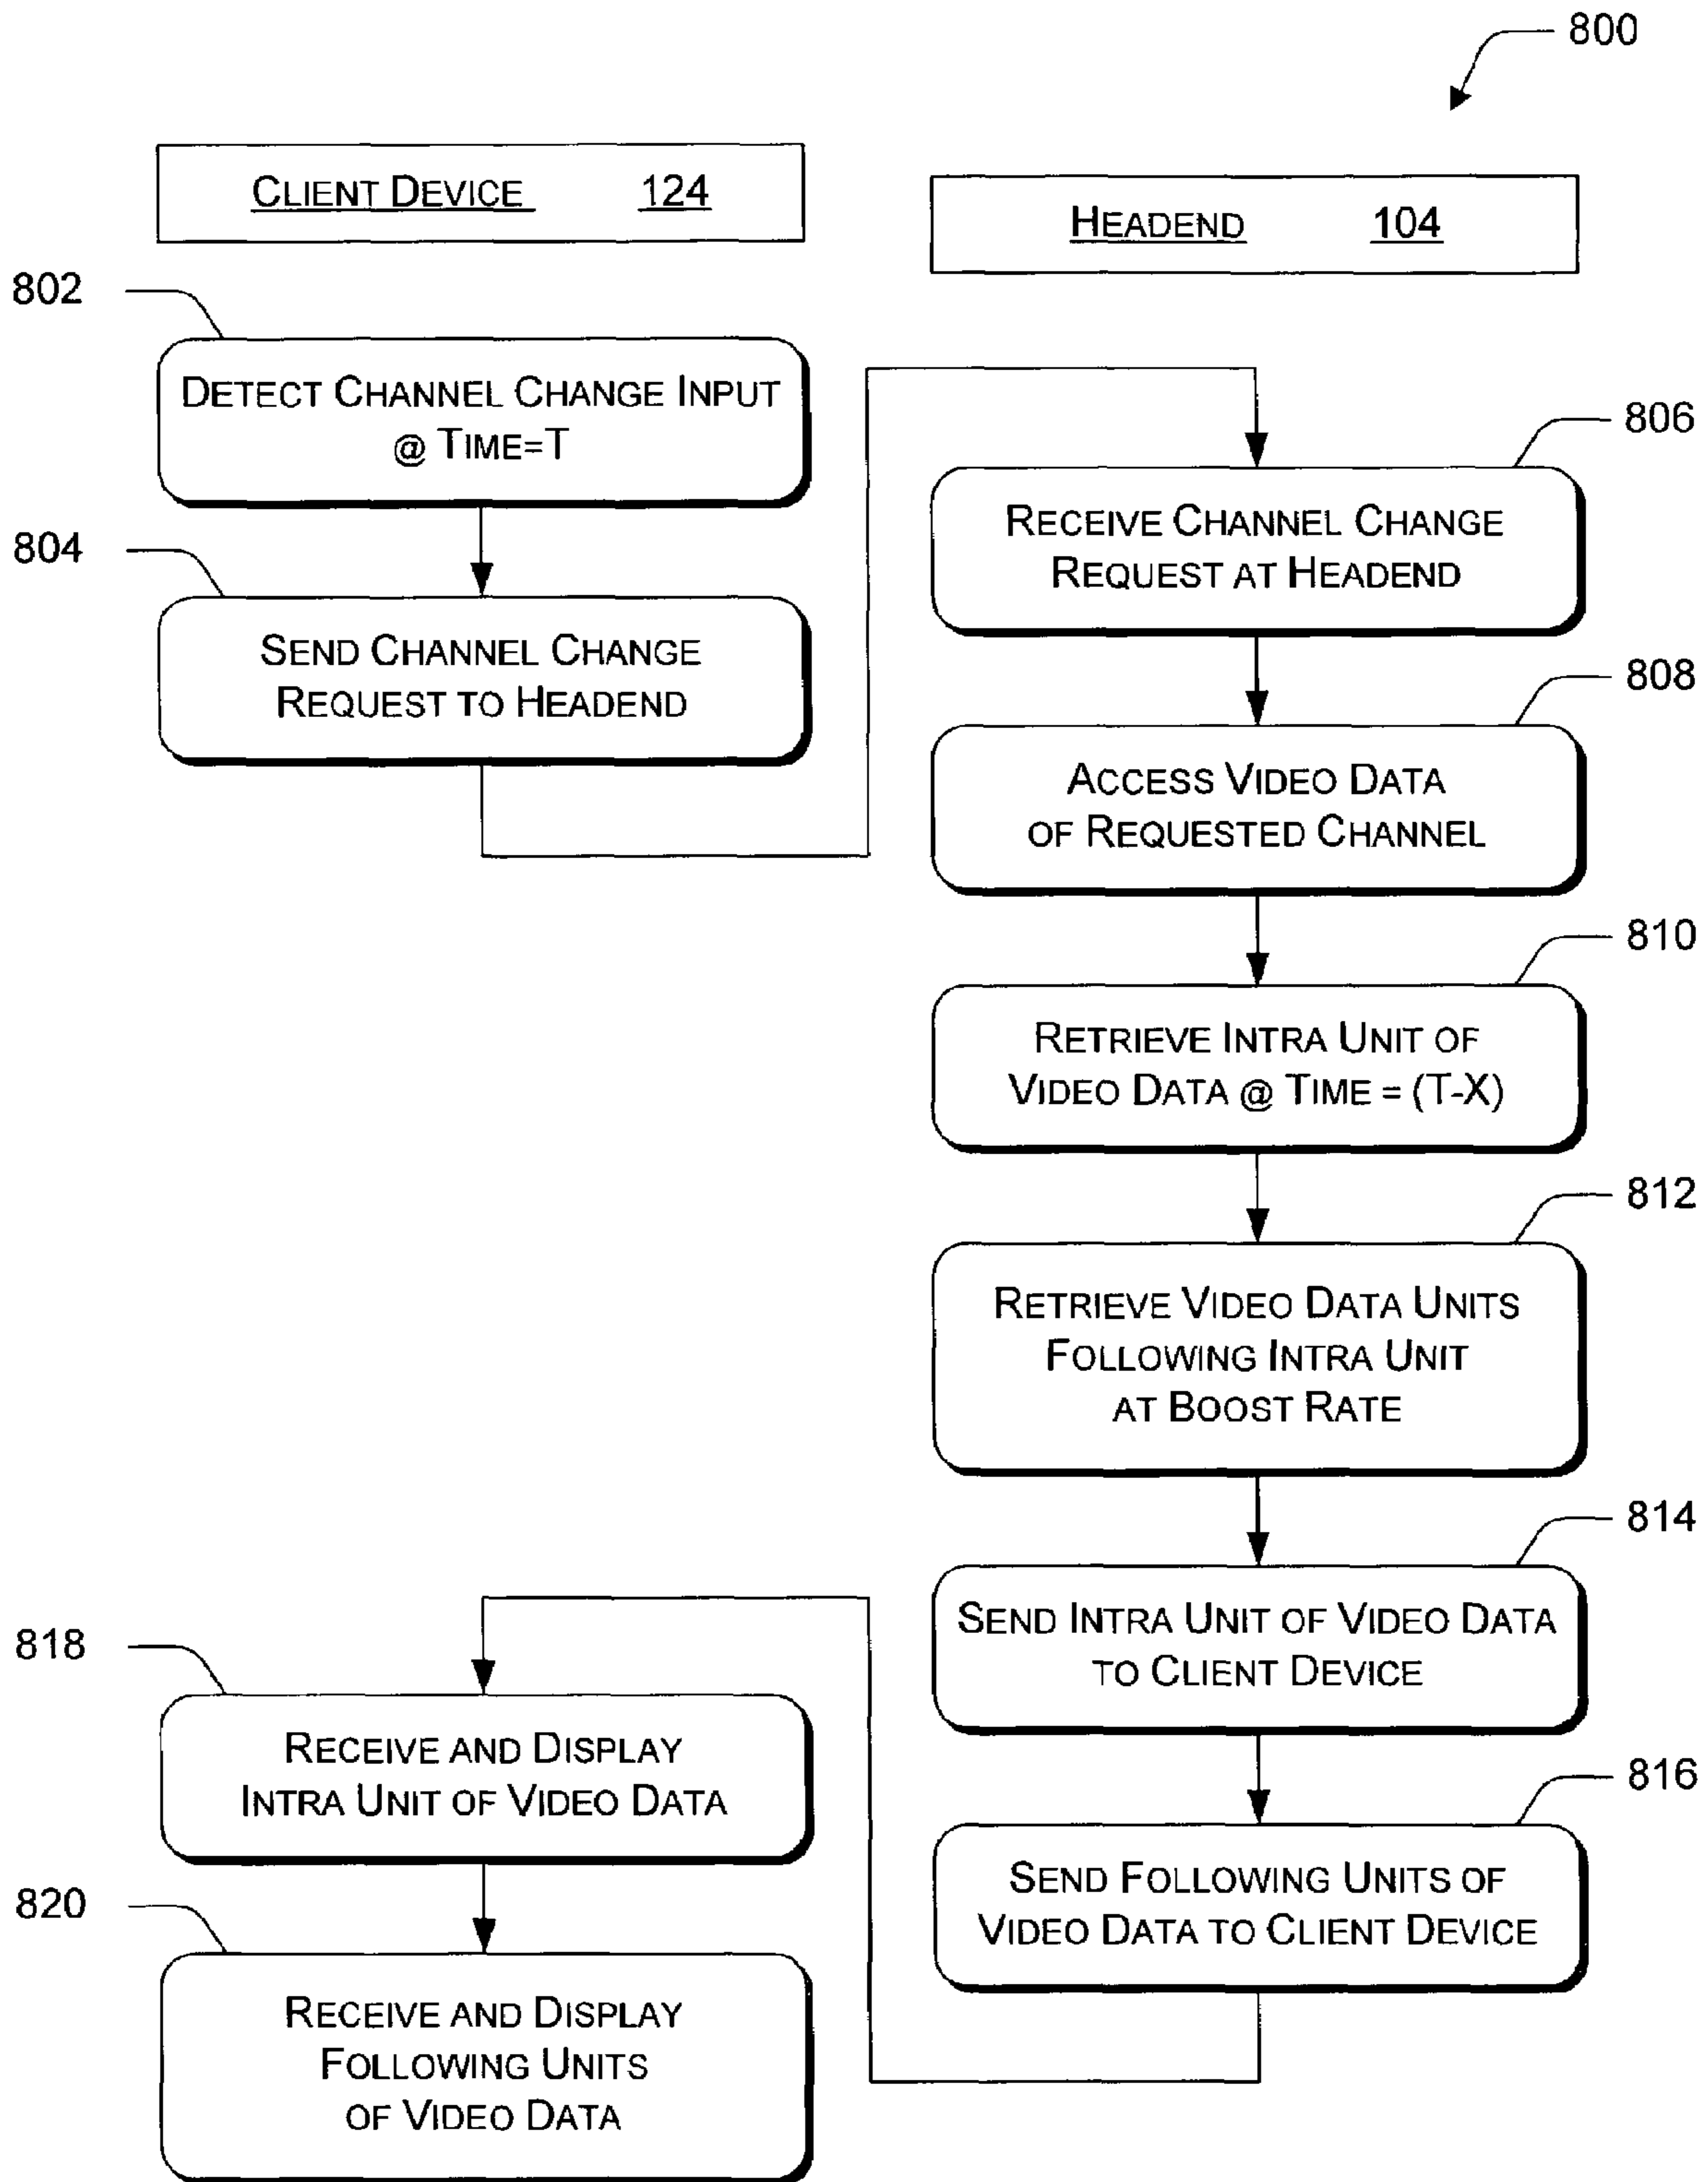 800
CLIENT DEVICE 124
HEADEND 104
802
DETECT CHANNEL CHANGE INPUT
@ TIME=T
804
SEND CHANNEL CHANGE
REQUEST TO HEADEND
806
RECEIVE CHANNEL CHANGE
REQUEST AT HEADEND
808
ACCESS VIDEO DATA
OF REQUESTED CHANNEL
810
RETRIEVE INTRA UNIT OF
VIDEO DATA @ TIME = (T-X)
812
RETRIEVE VIDEO DATA UNITS
FOLLOWING INTRA UNIT
AT BOOST RATE
814
SEND INTRA UNIT OF VIDEO DATA
TO CLIENT DEVICE
816
SEND FOLLOWING UNITS OF
VIDEO DATA TO CLIENT DEVICE
818
RECEIVE AND DISPLAY
INTRA UNIT OF VIDEO DATA
820
RECEIVE AND DISPLAY
FOLLOWING UNITS
OF VIDEO DATA